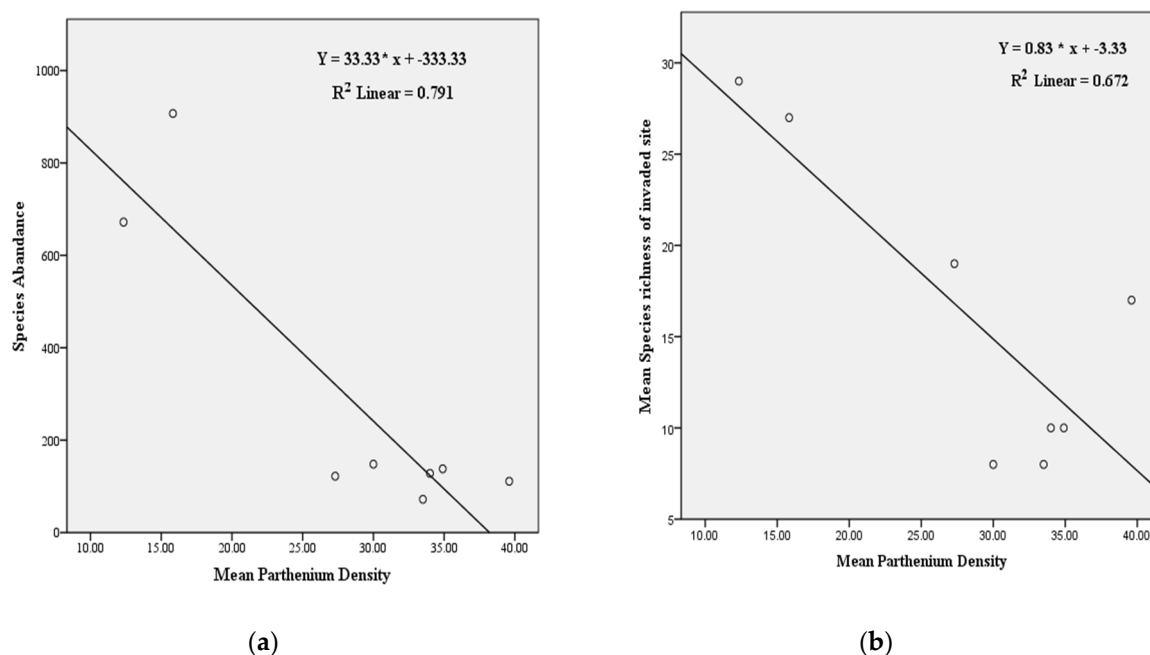 Y = 33.33* x + -333.33
R² Linear = 0.791
1000
800
600
400
200
0
10.00 15.00 20.00 25.00 30.00 35.00 40.00
Species Abandance
Mean Parthenium Density
(a)
Y = 0.83 * x + -3.33
R² Linear = 0.672
30
25
20
15
10
5
10.00 15.00 20.00 25.00 30.00 35.00 40.00
Mean Species richness of invaded site
Mean Parthenium Density
(b)